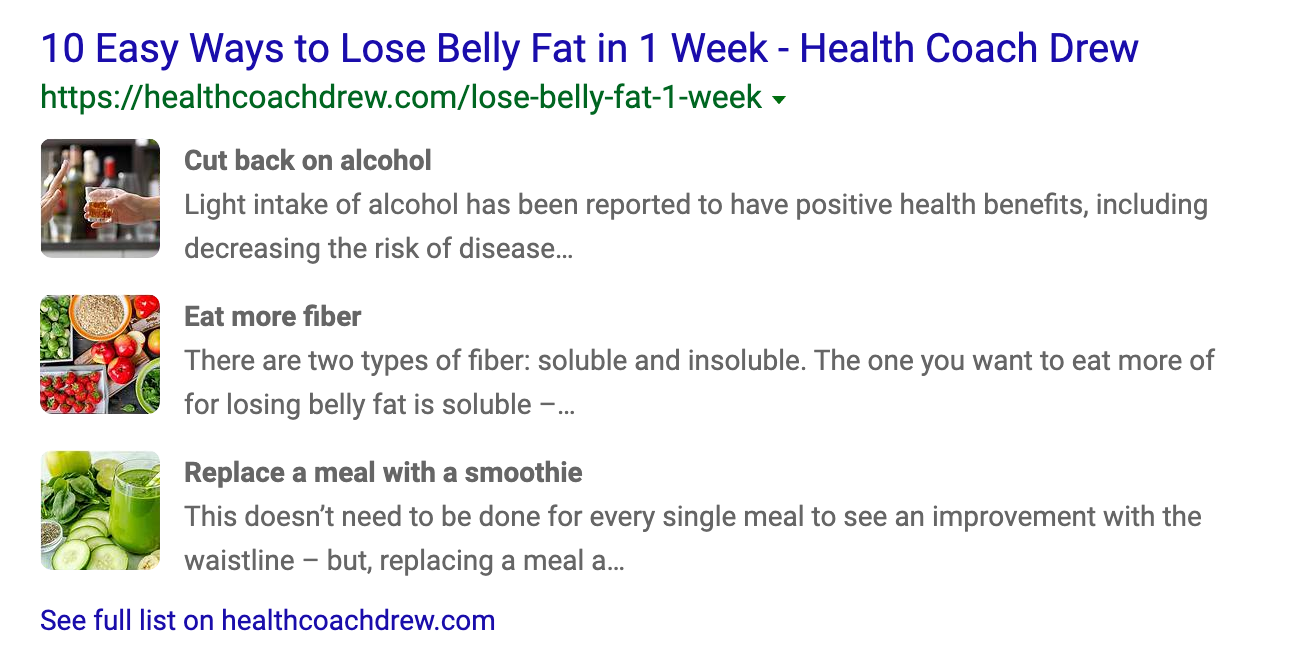 10 Easy Ways to Lose Belly Fat in 1 Week - Health Coach Drew
https://healthcoachdrew.com/lose-belly-fat-1-week
Cut back on alcohol
Light intake of alcohol has been reported to have positive health benefits, including
decreasing the risk of disease...
Eat more fiber
There are two types of fiber: soluble and insoluble. The one you want to eat more of
for losing belly fat is soluble –...
Replace a meal with a smoothie
This doesn’t need to be done for every single meal to see an improvement with the
waistline – but, replacing a meal a...
See full list on healthcoachdrew.com